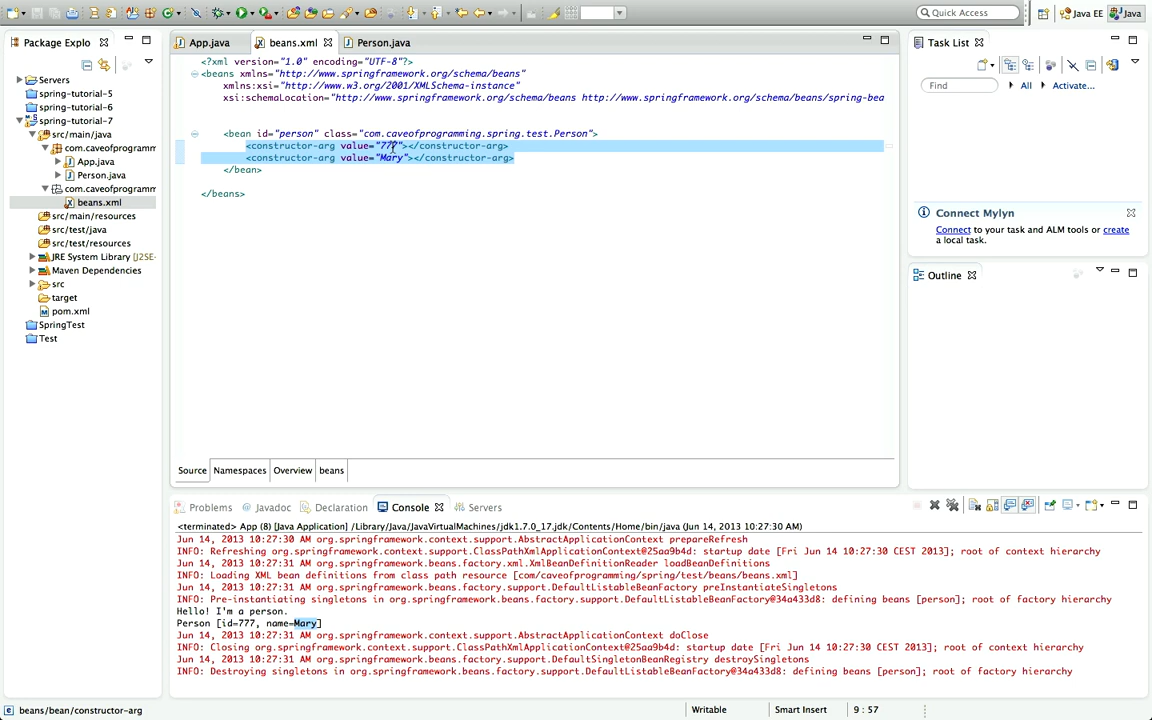 Quick Access
Java EE
Java
Package Explo
App.java
beans.xml
Person.java
Task List
Servers
spring-tutorial-5
spring-tutorial-6
spring-tutorial-7
src/main/java
com.caveofprogramm
App.java
Person.java
com.caveofprogramm
beans.xml
src/main/resources
src/test/java
src/test/resources
JRE System Library [J2SE-
Maven Dependencies
src
target
pom.xml
SpringTest
Test
<?xml version="1.0" encoding="UTF-8"?>
<beans xmlns="http://www.springframework.org/schema/beans"
xmlns:xsi="http://www.w3.org/2001/XMLSchema-instance"
xsi:schemaLocation="http://www.springframework.org/schema/beans http://www.springframework.org/schema/beans/spring-bea
<bean id="person" class="com.caveofprogramming.spring.test.Person">
<constructor-arg value="777"></constructor-arg>
<constructor-arg value="Mary"></constructor-arg>
</bean>
</beans>
Find
All
Activate...
Connect Mylyn
Connect to your task and ALM tools or create
a local task.
Outline
Source
Namespaces
Overview
beans
Problems
Javadoc
Declaration
Console
Servers
<terminated> App (8) [Java Application] /Library/Java/JavaVirtualMachines/jdk1.7.0_17.jdk/Contents/Home/bin/java (Jun 14, 2013 10:27:30 AM)
Jun 14, 2013 10:27:30 AM org.springframework.context.support.AbstractApplicationContext prepareRefresh
INFO: Refreshing org.springframework.context.support.ClassPathXmlApplicationContext@25aa9b4d: startup date [Fri Jun 14 10:27:30 CEST 2013]; root of context hierarchy
Jun 14, 2013 10:27:30 AM org.springframework.beans.factory.xml.XmlBeanDefinitionReader loadBeanDefinitions
INFO: Loading XML bean definitions from class path resource [com/caveofprogramming/spring/test/beans/beans.xml]
Jun 14, 2013 10:27:30 AM org.springframework.beans.factory.support.DefaultListableBeanFactory preInstantiateSingletons
INFO: Pre-instantiating singletons in org.springframework.beans.factory.support.DefaultListableBeanFactory@34a433d8: defining beans [person]; root of factory hierarchy
Hello! I'm a person.
Person [id=777, name=Mary]
Jun 14, 2013 10:27:31 AM org.springframework.context.support.AbstractApplicationContext doClose
INFO: Closing org.springframework.context.support.ClassPathXmlApplicationContext@25aa9b4d: startup date [Fri Jun 14 10:27:30 CEST 2013]; root of context hierarchy
Jun 14, 2013 10:27:31 AM org.springframework.beans.factory.support.DefaultSingletonBeanRegistry destroySingletons
INFO: Destroying singletons in org.springframework.beans.factory.support.DefaultListableBeanFactory@34a433d8: defining beans [person]; root of factory hierarchy
beans/bean/constructor-arg
Writable
Smart Insert
9 : 57